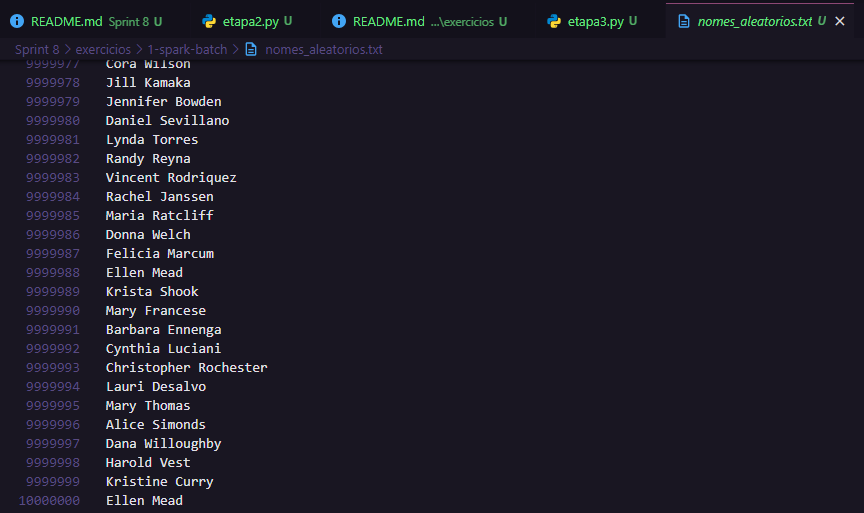 README.md Sprint 8 U etapa2.py U README.md ...\exercicios U etapa3.py U nomes_aleatorios.txt U
Sprint 8 > exercicios > 1-spark-batch > nomes_aleatorios.txt
9999977 Cora Wilson
9999978 Jill Kamaka
9999979 Jennifer Bowden
9999980 Daniel Sevillano
9999981 Lynda Torres
9999982 Randy Reyna
9999983 Vincent Rodriquez
9999984 Rachel Janssen
9999985 Maria Ratcliff
9999986 Donna Welch
9999987 Felicia Marcum
9999988 Ellen Mead
9999989 Krista Shook
9999990 Mary Francese
9999991 Barbara Ennenga
9999992 Cynthia Luciani
9999993 Christopher Rochester
9999994 Lauri Desalvo
9999995 Mary Thomas
9999996 Alice Simonds
9999997 Dana Willoughby
9999998 Harold Vest
9999999 Kristine Curry
10000000 Ellen Mead